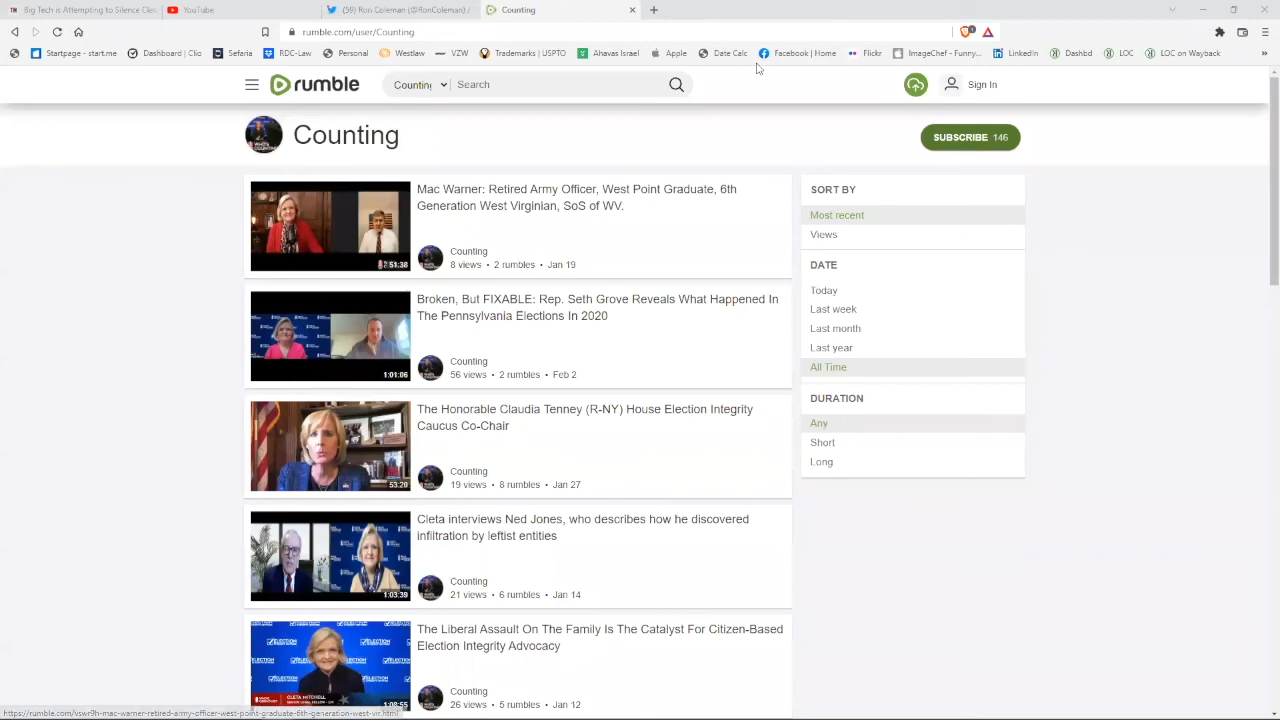 Big Tech is Attempting to Silence Clet
YouTube
(59) Ron Coleman (@RonColeman) /
Counting
rumble.com/user/Counting
Startpage - start.me
Dashboard | Clio
Sefaria
RDC-Law
Personal
Westlaw
VZW
Trademarks | USPTO
Ahavas Israel
Apple
Date Calc
Facebook | Home
Flickr
ImageChef - Funny...
LinkedIn
Dashbd
LOC
LOC on Wayback
rumble
Counting
Search
Sign In
Counting
SUBSCRIBE 146
Mac Warner: Retired Army Officer, West Point Graduate, 6th
Generation West Virginian, SoS of WV.
Counting
8 views • 2 rumbles • Jan 19
51:38
Broken, But FIXABLE: Rep. Seth Grove Reveals What Happened In
The Pennsylvania Elections In 2020
Counting
56 views • 2 rumbles • Feb 2
1:01:06
The Honorable Claudia Tenney (R-NY) House Election Integrity
Caucus Co-Chair
Counting
19 views • 8 rumbles • Jan 27
53:20
Cleta interviews Ned Jones, who describes how he discovered
infiltration by leftist entities
Counting
21 views • 6 rumbles • Jan 14
1:03:39
The Liberal Assault On The Family Is The Catalyst For Citizen-Based
Election Integrity Advocacy
Counting
CLETA MITCHELL
1:08:55
SORT BY
Most recent
Views
DATE
Today
Last week
Last month
Last year
All Time
DURATION
Any
Short
Long